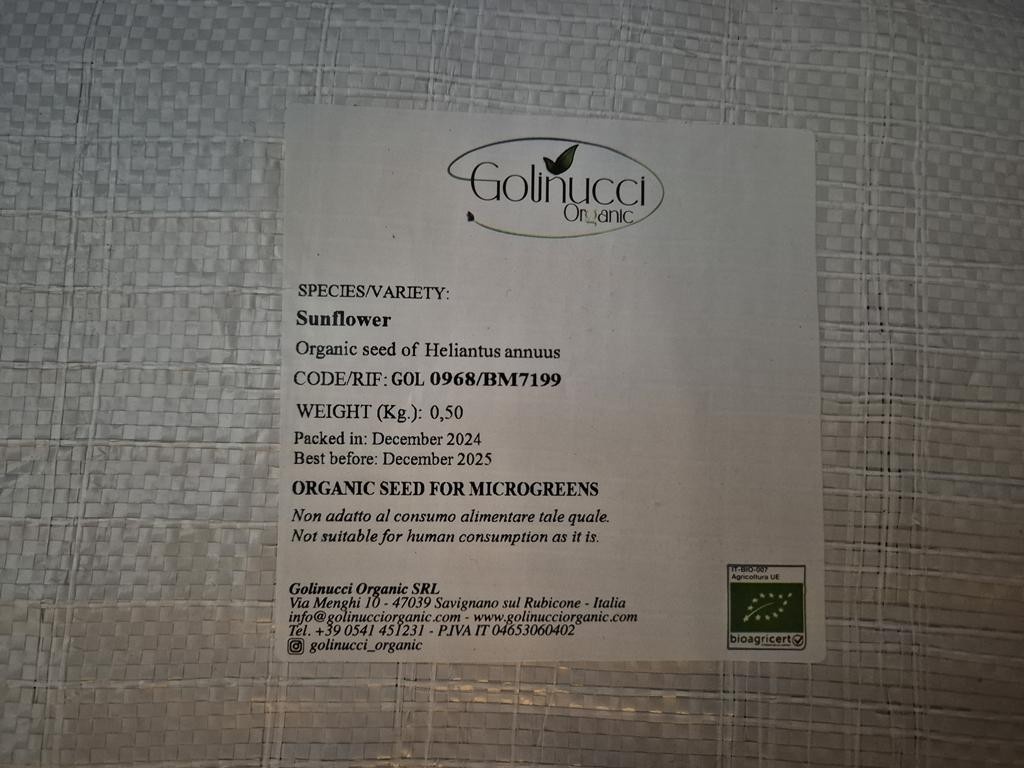 Golinucci
Organic
SPECIES/VARIETY:
Sunflower
Organic seed of Heliantus annuus
CODE/RIF: GOL 0968/BM7199
WEIGHT (Kg.): 0,50
Packed in: December 2024
Best before: December 2025
ORGANIC SEED FOR MICROGREENS
Non adatto al consumo alimentare tale quale.
Not suitable for human consumption as it is.
Golinucci Organic SRL
Via Menghi 10 - 47039 Savignano sul Rubicone - Italia
info@golinucciorganic.com - www.golinucciorganic.com
Tel. +39 0541 451231 - P.IVA IT 04653060402
golinucci_organic
IT-BIO-007
Agricoltura UE
bioagricert